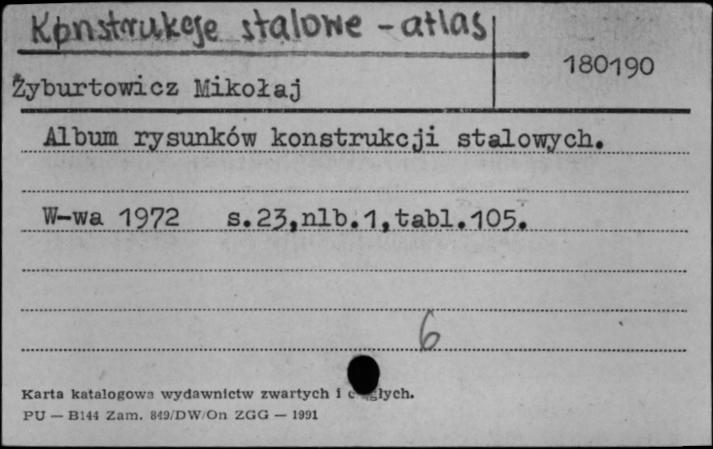 Konstrukcje stalowe - atlas
180190
Żyburtowicz Mikołaj
Album rysunków konstrukcji stalowych.
W-wa 1972 s.23,nlb.1,tabl.105.
6
Karta katalogowa wydawnictw zwartych i
PU — B144 Zam. 849/DW/On ZGG — 1991